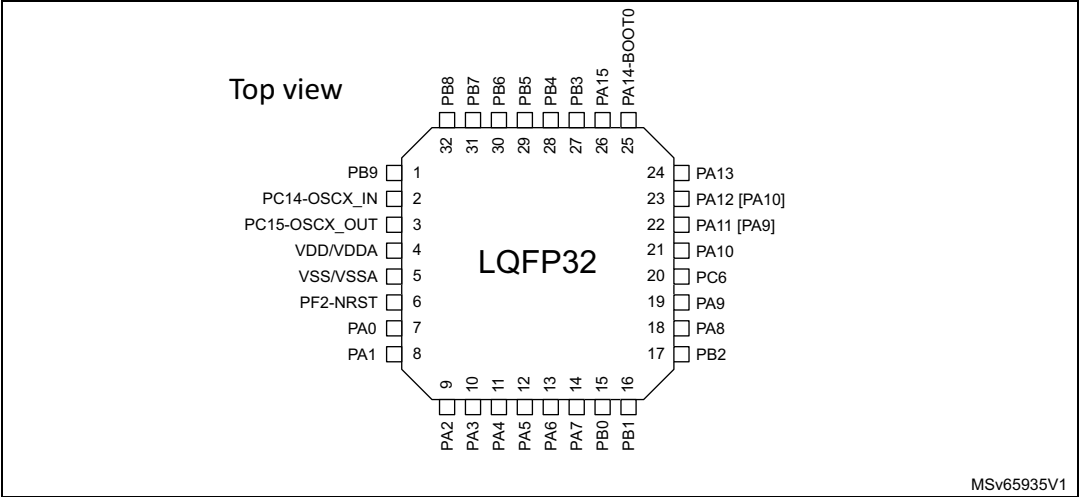 Top view
PB8
PB7
PB6
PB5
PB4
PB3
PA15
PA14-BOOT0
32
31
30
29
28
27
26
25
PB9 1
PC14-OSCX_IN 2
PC15-OSCX_OUT 3
VDD/VDDA 4
VSS/VSSA 5
PF2-NRST 6
PA0 7
PA1 8
LQFP32
24 PA13
23 PA12 [PA10]
22 PA11 [PA9]
21 PA10
20 PC6
19 PA9
18 PA8
17 PB2
9
10
11
12
13
14
15
16
PA2
PA3
PA4
PA5
PA6
PA7
PB0
PB1
MSv65935V1